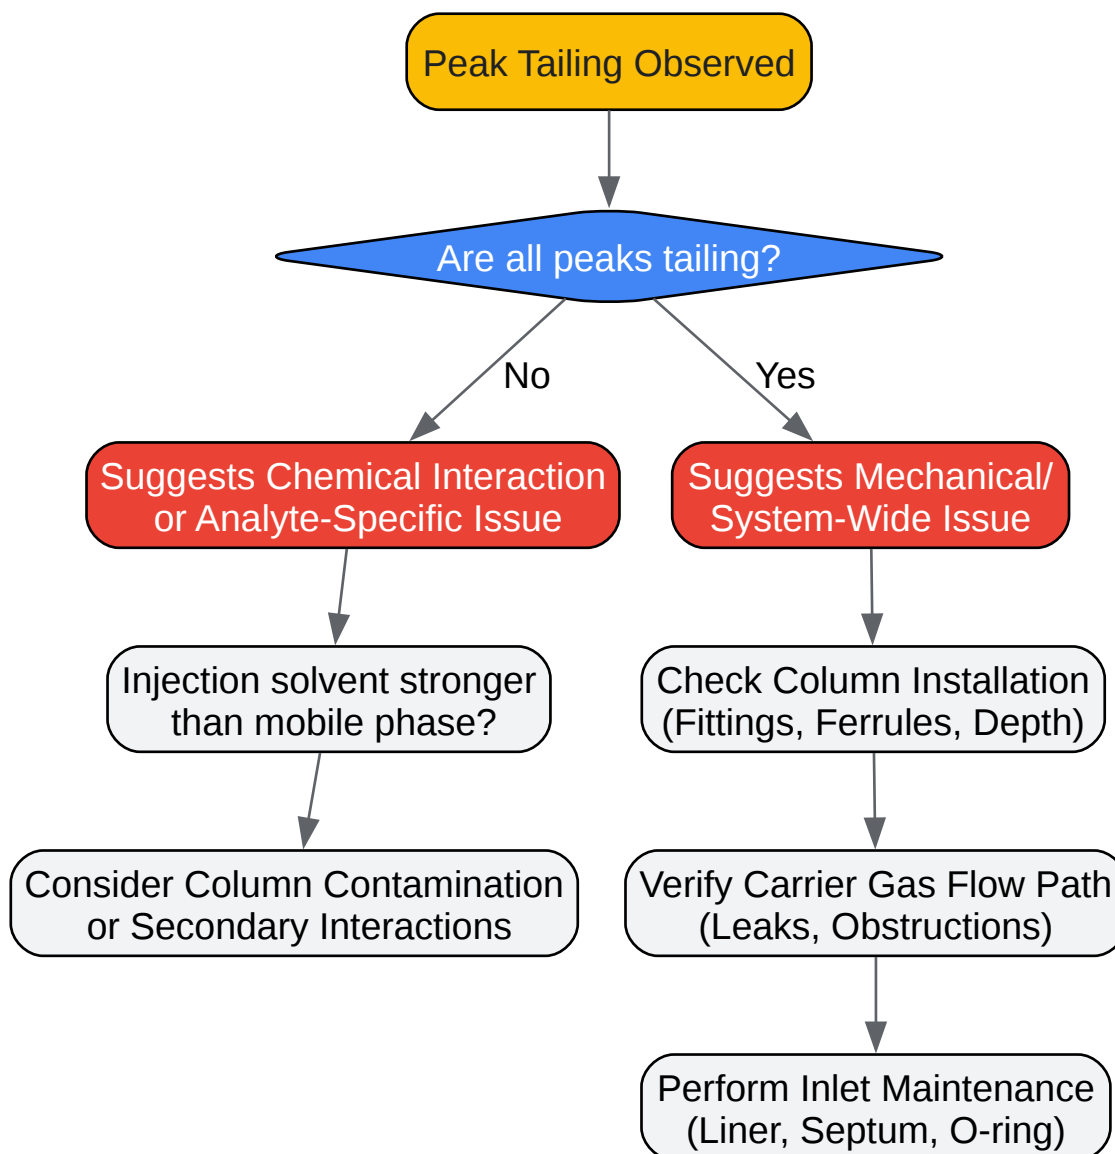 Peak Tailing Observed
Are all peaks tailing?
No
Yes
Suggests Chemical Interaction
or Analyte-Specific Issue
Suggests Mechanical/
System-Wide Issue
Injection solvent stronger
than mobile phase?
Check Column Installation
(Fittings, Ferrules, Depth)
Consider Column Contamination
or Secondary Interactions
Verify Carrier Gas Flow Path
(Leaks, Obstructions)
Perform Inlet Maintenance
(Liner, Septum, O-ring)